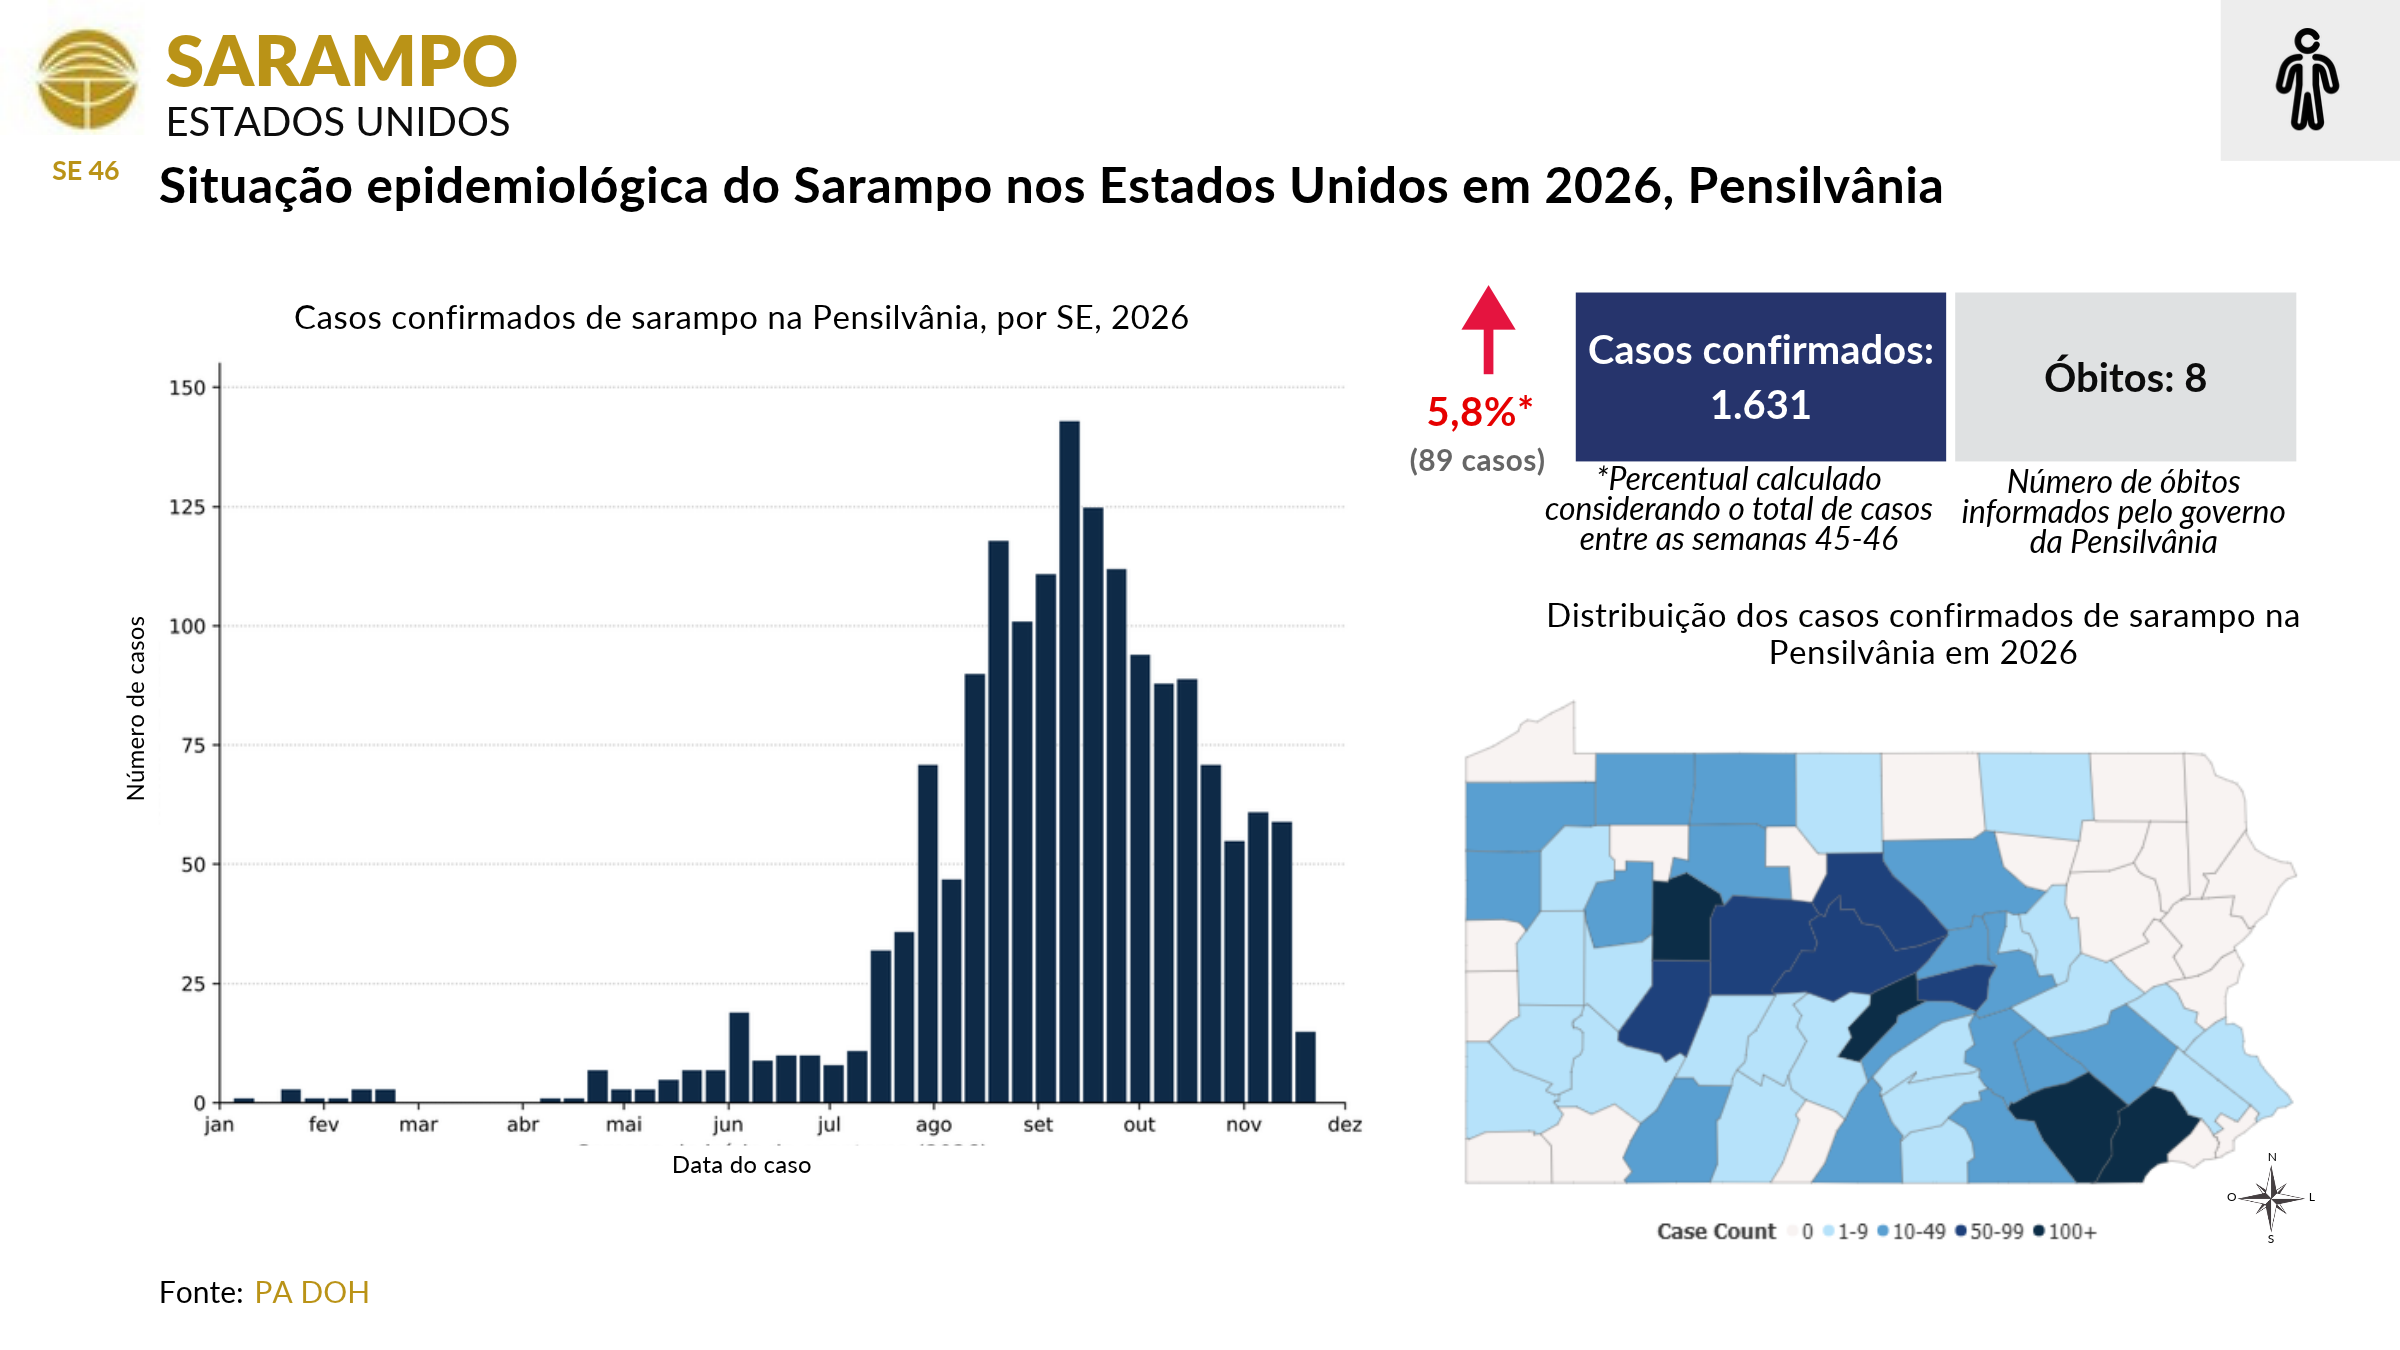 SARAMPO
ESTADOS UNIDOS
SE 46
Situação epidemiológica do Sarampo nos Estados Unidos em 2026, Pensilvânia
Casos confirmados de sarampo na Pensilvânia, por SE, 2026
150
125
100
75
50
25
0
Número de casos
jan fev mar abr mai jun jul ago set out nov dez
Data do caso
5,8%*
(89 casos)
Casos confirmados:
1.631
*Percentual calculado
considerando o total de casos
entre as semanas 45-46
Óbitos: 8
Número de óbitos
informados pelo governo
da Pensilvânia
Distribuição dos casos confirmados de sarampo na
Pensilvânia em 2026
N
O L
S
Case Count 0 1-9 10-49 50-99 100+
Fonte: PA DOH